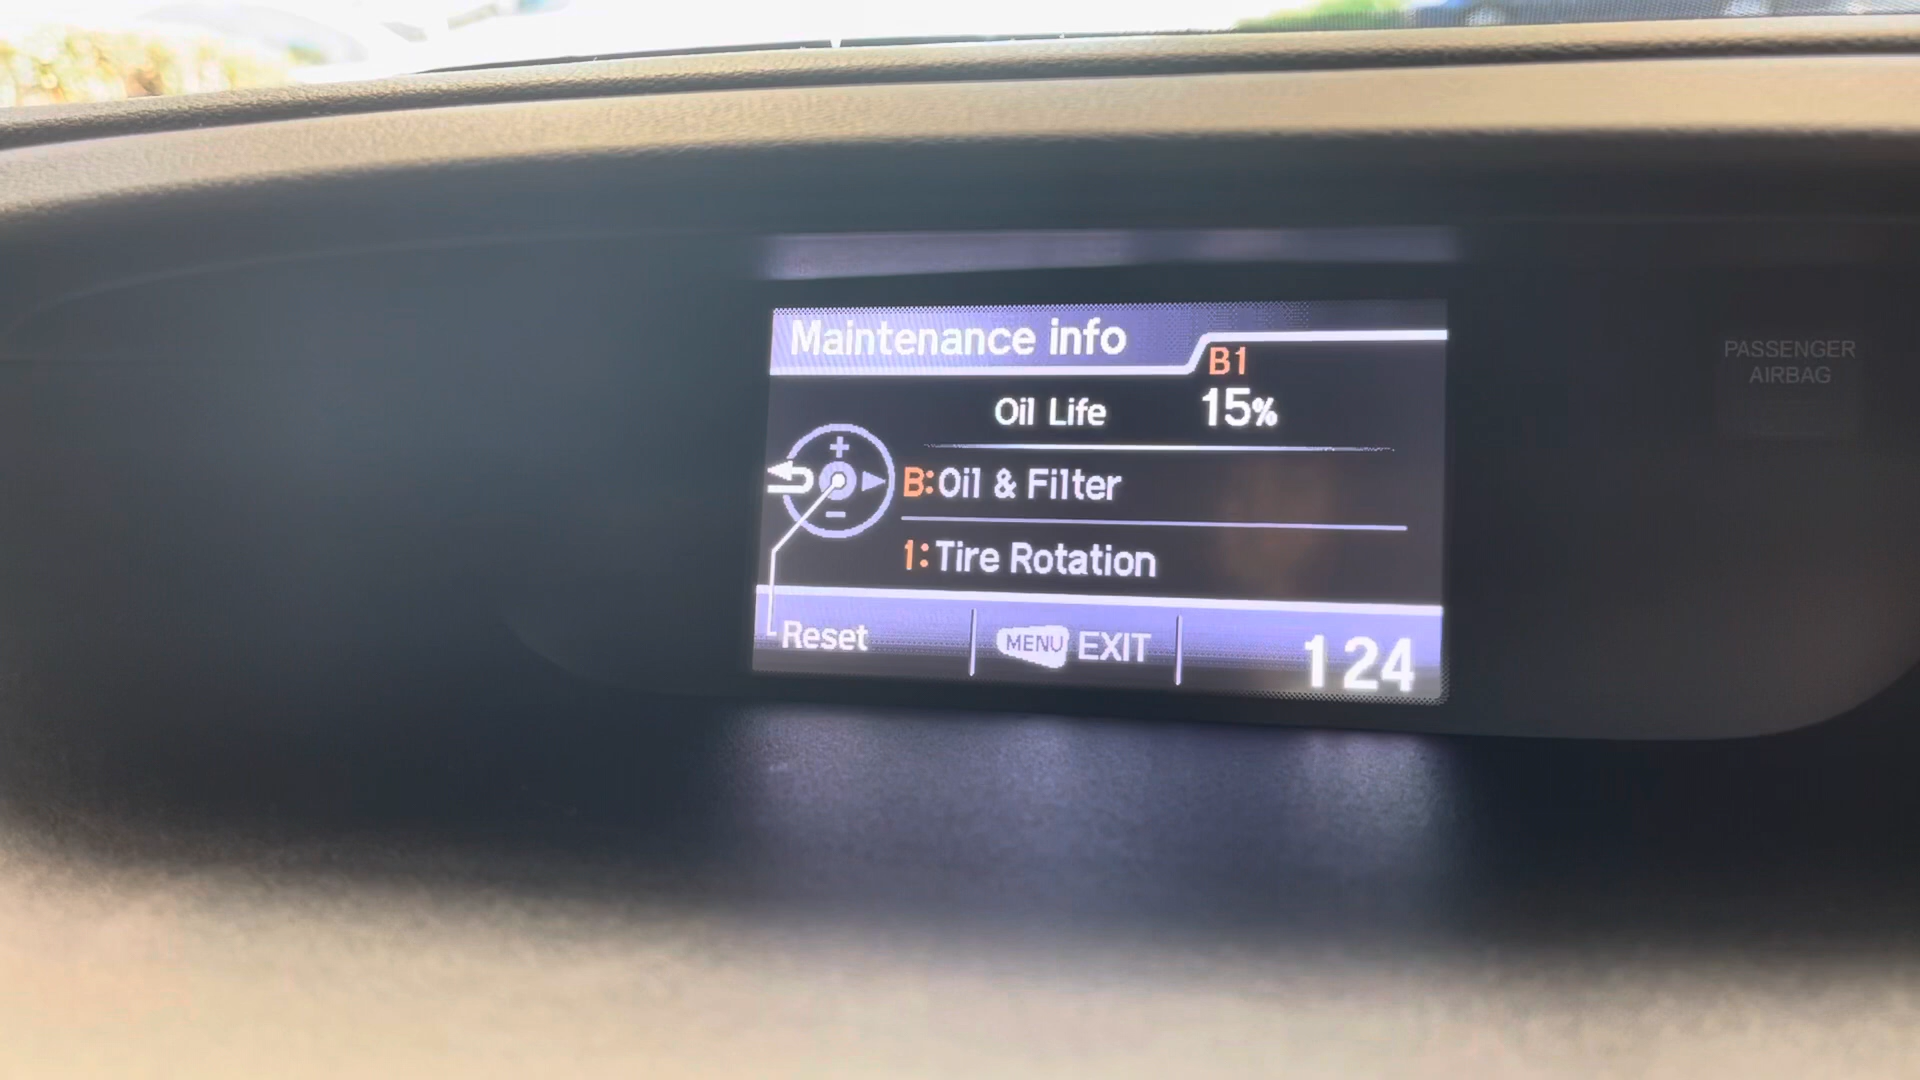 Maintenance info
B1
Oil Life 15%
B:Oil & Filter
1:Tire Rotation
Reset
MENU EXIT
124
PASSENGER
AIRBAG